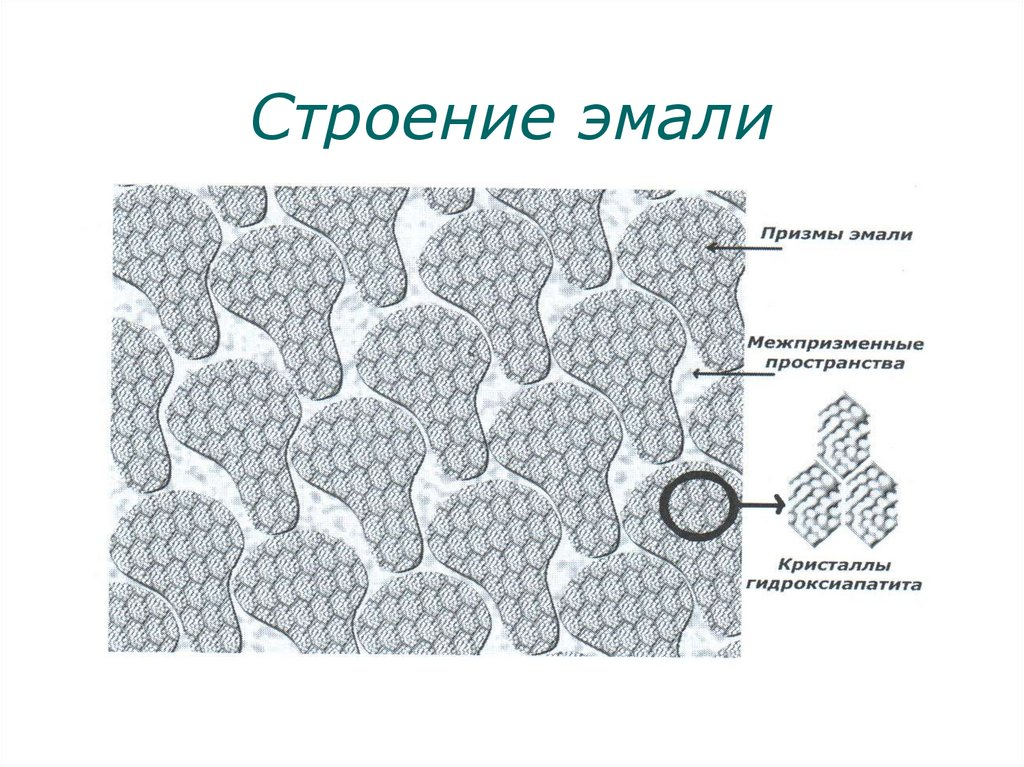 Строение эмали
Призмы эмали
Межпризменные
пространства
Кристаллы
гидроксиапатита